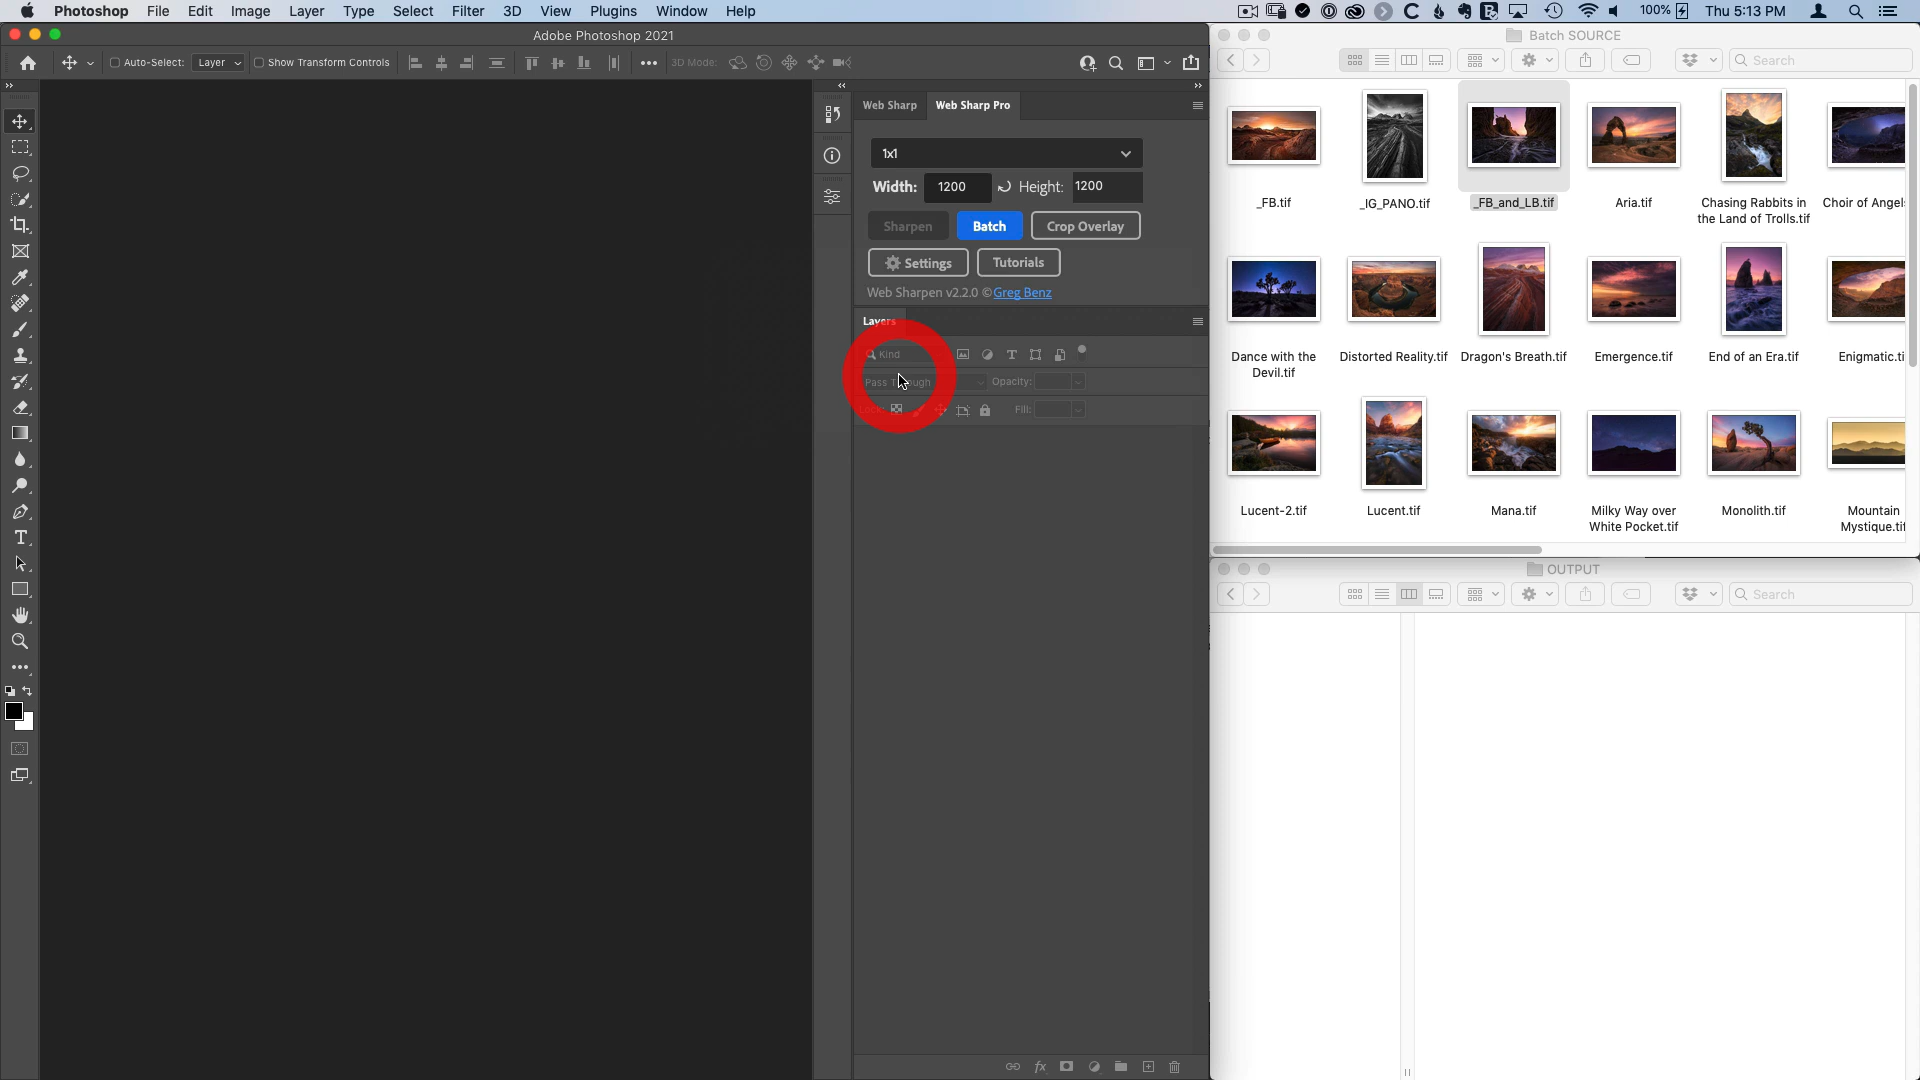 Photoshop File Edit Image Layer Type Select Filter 3D View Plugins Window Help
100% Thu 5:13 PM
Adobe Photoshop 2021
Auto-Select: Layer Show Transform Controls 3D Mode:
Web Sharp Web Sharp Pro
1x1
Width: 1200 Height: 1200
Sharpen Batch Crop Overlay
Settings Tutorials
Web Sharpen v2.2.0 © Greg Benz
Layers
Kind
Pass Through Opacity:
Lock: Fill:
Batch SOURCE
Search
_FB.tif
_IG_PANO.tif
_FB_and_LB.tif
Aria.tif
Chasing Rabbits in
the Land of Trolls.tif
Choir of Angel
Dance with the
Devil.tif
Distorted Reality.tif
Dragon's Breath.tif
Emergence.tif
End of an Era.tif
Enigmatic.ti
Lucent-2.tif
Lucent.tif
Mana.tif
Milky Way over
White Pocket.tif
Monolith.tif
Mountain
Mystique.tif
OUTPUT
Search